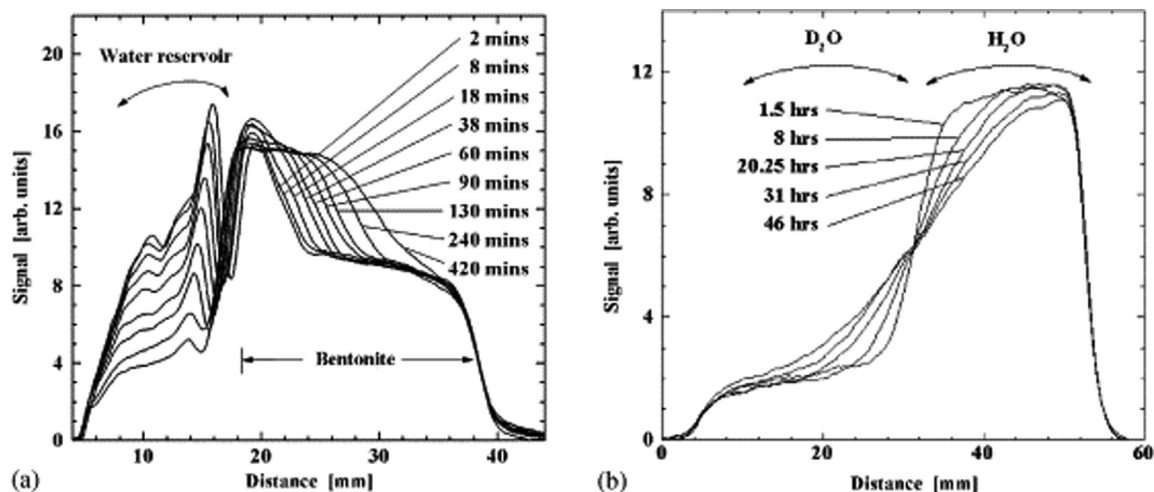 Water reservoir
2 mins
8 mins
18 mins
38 mins
60 mins
90 mins
130 mins
240 mins
420 mins
Bentonite
Signal [arb. units]
0
4
8
12
16
20
10
20
30
40
Distance [mm]
(a)
D₂O
H₂O
1.5 hrs
8 hrs
20.25 hrs
31 hrs
46 hrs
Signal [arb. units]
0
4
8
12
0
20
40
60
Distance [mm]
(b)